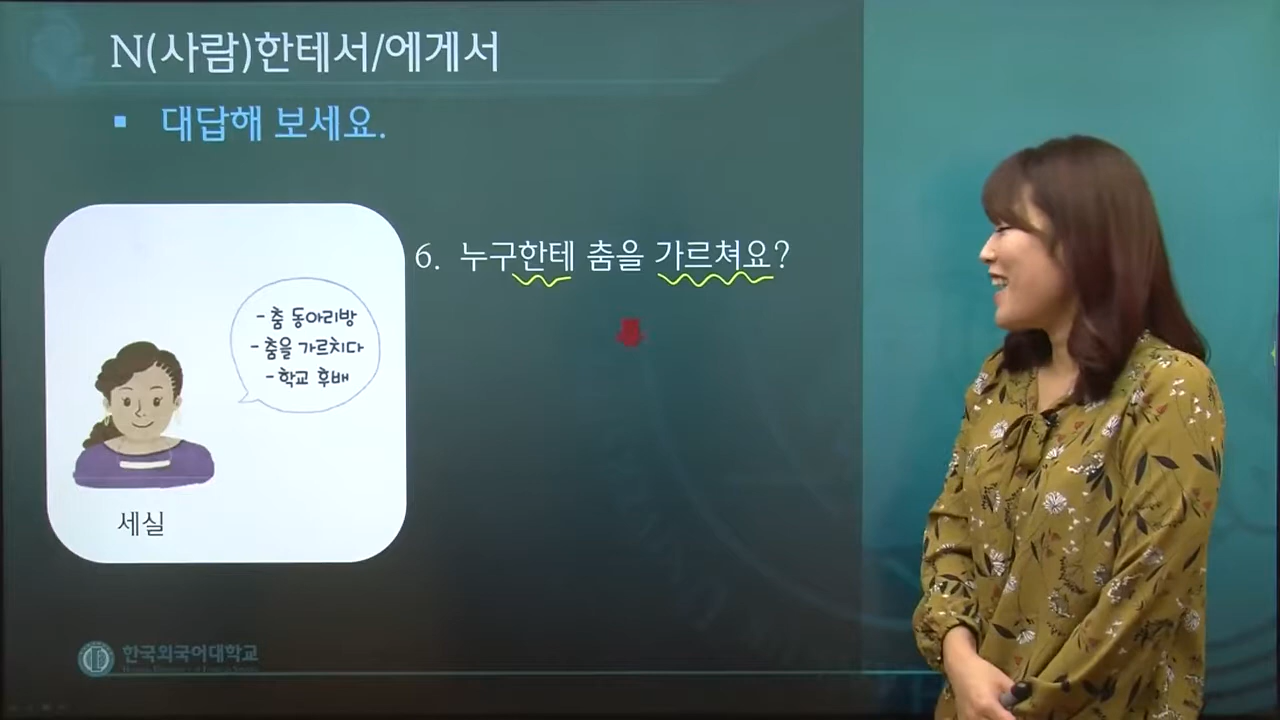 N(사람)한테서/에게서
▪ 대답해 보세요.
6. 누구한테 춤을 가르쳐요?
- 춤 동아리방
- 춤을 가르치다
- 학교 후배
세실
한국외국어대학교